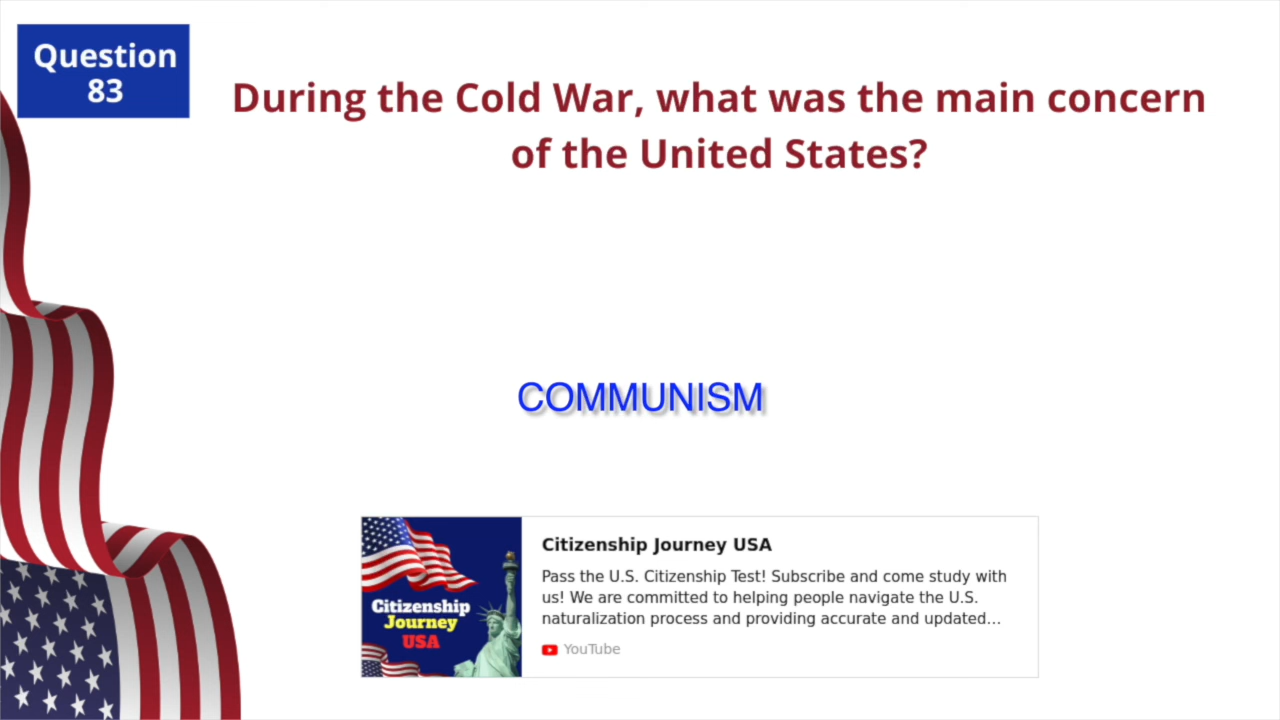 Question
83
During the Cold War, what was the main concern
of the United States?
COMMUNISM
Citizenship
Journey
USA
Citizenship Journey USA
Pass the U.S. Citizenship Test! Subscribe and come study with
us! We are committed to helping people navigate the U.S.
naturalization process and providing accurate and updated...
YouTube